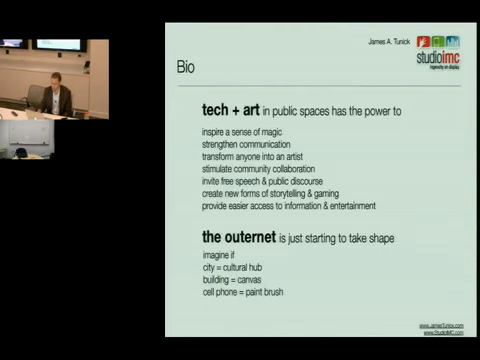 James A. Tunick
studioimc
ingenuity on display
Bio
tech + art in public spaces has the power to
inspire a sense of magic
strengthen communication
transform anyone into an artist
stimulate community collaboration
invite free speech & public discourse
create new forms of storytelling & gaming
provide easier access to information & entertainment
the outernet is just starting to take shape
imagine if
city = cultural hub
building = canvas
cell phone = paint brush
www.JamesTunick.com
www.StudioIMC.com